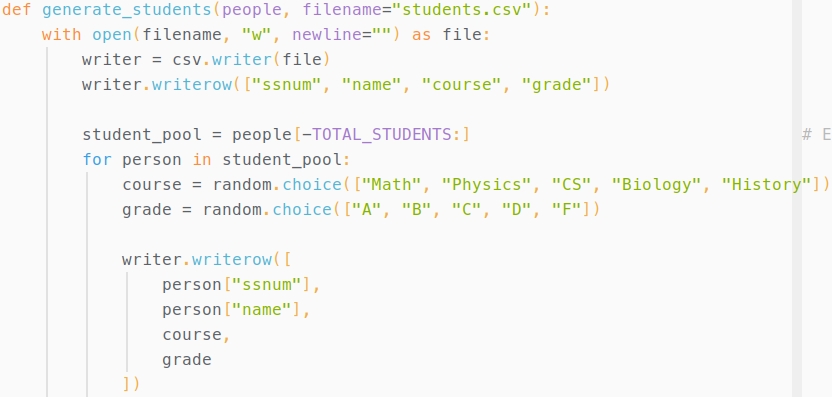 def generate_students(people, filename="students.csv"):
    with open(filename, "w", newline="") as file:
        writer = csv.writer(file)
        writer.writerow(["ssnum", "name", "course", "grade"])

        student_pool = people[-TOTAL_STUDENTS:] # E
        for person in student_pool:
            course = random.choice(["Math", "Physics", "CS", "Biology", "History"])
            grade = random.choice(["A", "B", "C", "D", "F"])

            writer.writerow([
                person["ssnum"],
                person["name"],
                course,
                grade
            ])